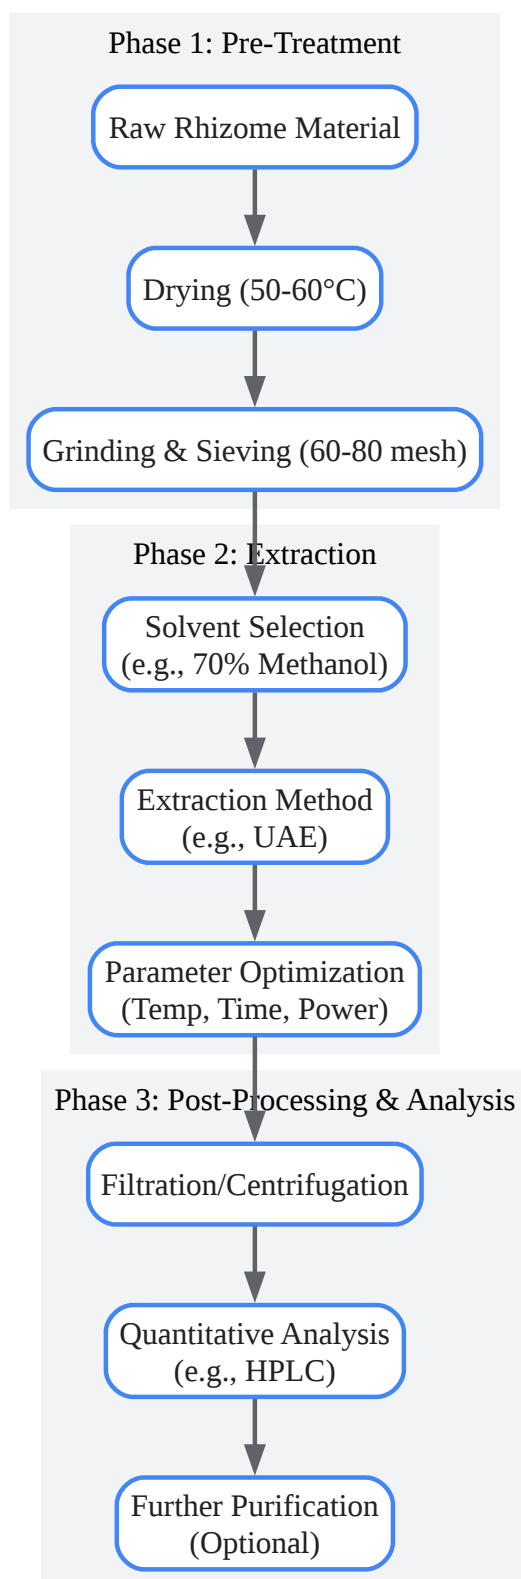 Phase 1: Pre-Treatment
Raw Rhizome Material
Drying (50-60°C)
Grinding & Sieving (60-80 mesh)
Phase 2: Extraction
Solvent Selection
(e.g., 70% Methanol)
Extraction Method
(e.g., UAE)
Parameter Optimization
(Temp, Time, Power)
Phase 3: Post-Processing & Analysis
Filtration/Centrifugation
Quantitative Analysis
(e.g., HPLC)
Further Purification
(Optional)